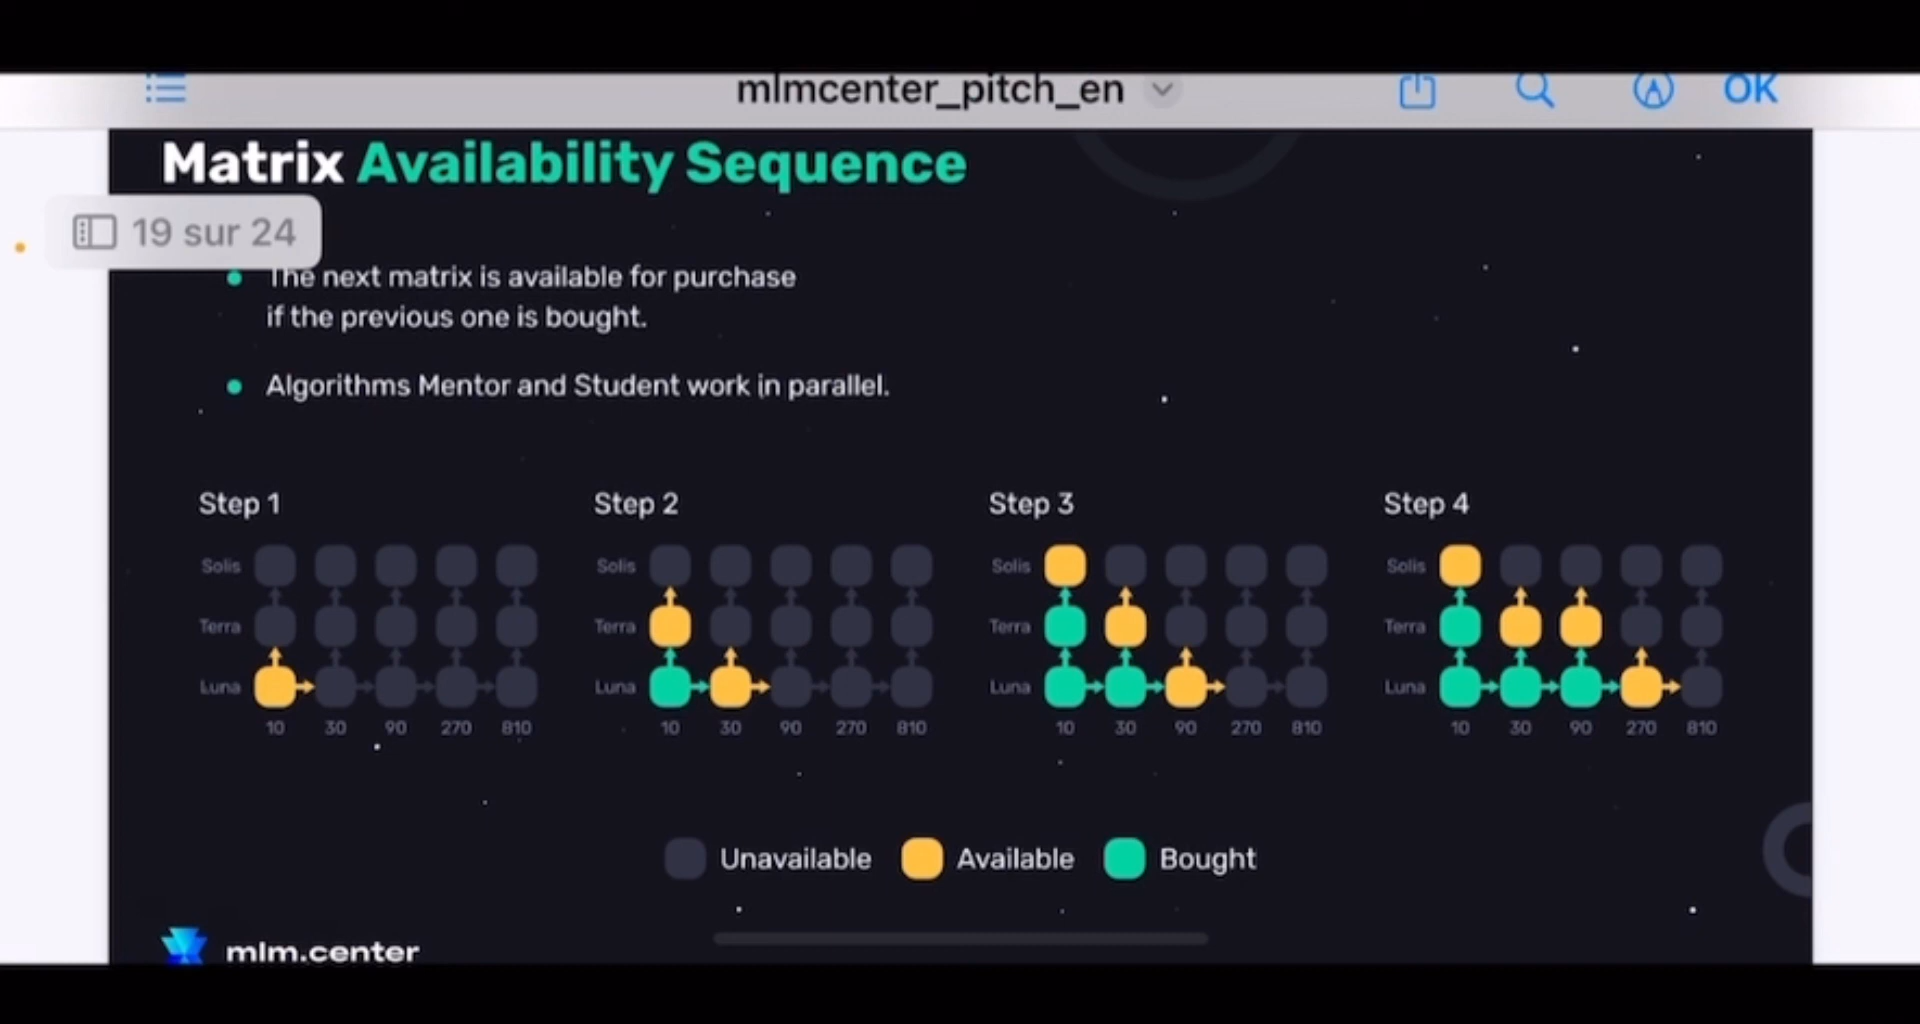 mlmcenter_pitch_en
OK
Matrix Availability Sequence
19 sur 24
The next matrix is available for purchase
if the previous one is bought.
Algorithms Mentor and Student work in parallel.
Step 1
Solis
Terra
Luna
10 30 90 270 810
Step 2
Solis
Terra
Luna
10 30 90 270 810
Step 3
Solis
Terra
Luna
10 30 90 270 810
Step 4
Solis
Terra
Luna
10 30 90 270 810
Unavailable Available Bought
mlm.center